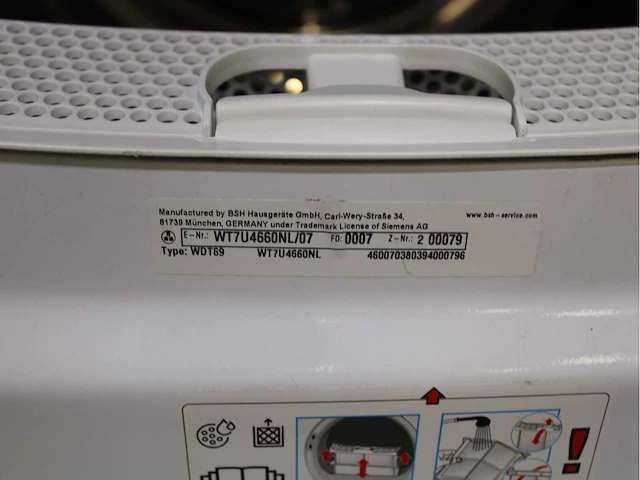 Manufactured by BSH Hausgeräte GmbH, Carl-Wery-Straße 34,
www.bsh-service.com
81739 München, GERMANY under Trademark License of Siemens AG
E-Nr.: WT7U4660NL/07 FD: 0007 Z-Nr.: 2 00079
Type: WDT69 WT7U4660NL 460070380394000796